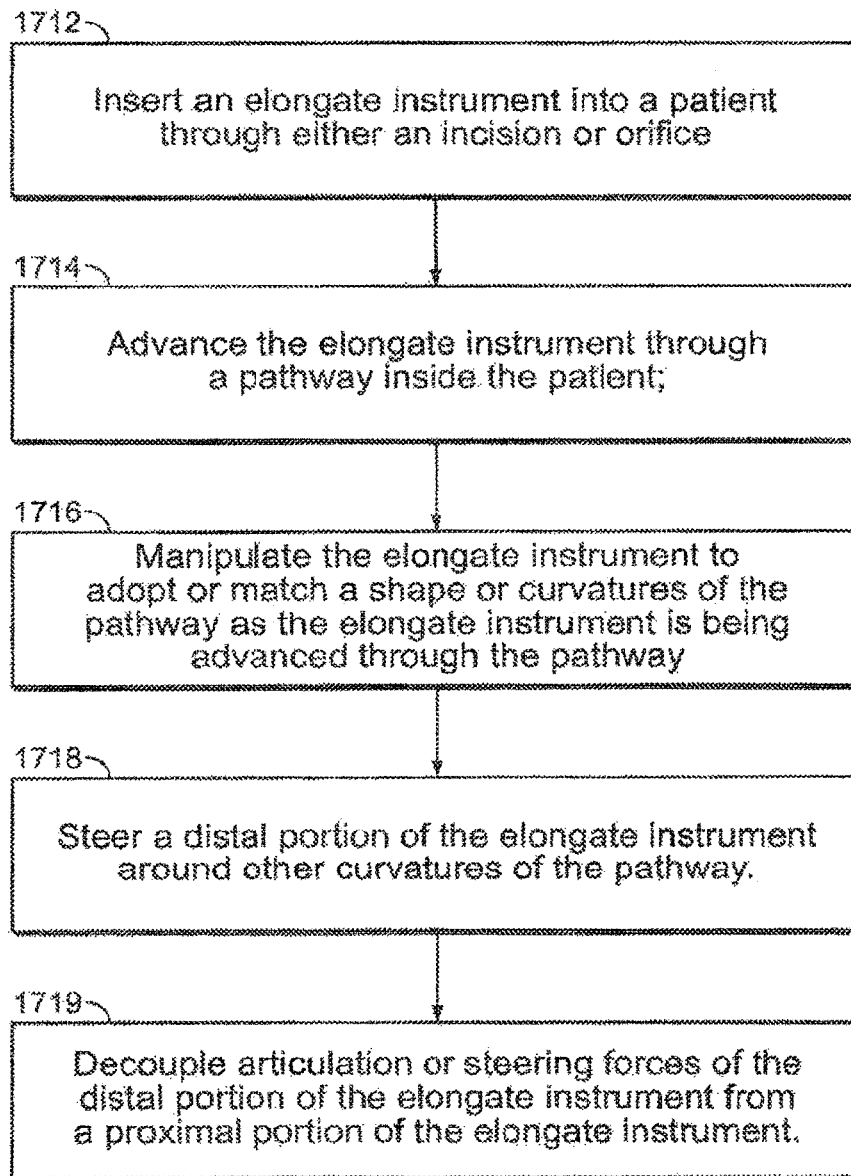 1712
Insert an elongate instrument into a patient
through either an incision or orifice
1714
Advance the elongate instrument through
a pathway inside the patient;
1716
Manipulate the elongate instrument to
adopt or match a shape or curvatures of the
pathway as the elongate instrument is being
advanced through the pathway
1718
Steer a distal portion of the elongate instrument
around other curvatures of the pathway.
1719
Decouple articulation or steering forces of the
distal portion of the elongate instrument from
a proximal portion of the elongate instrument.